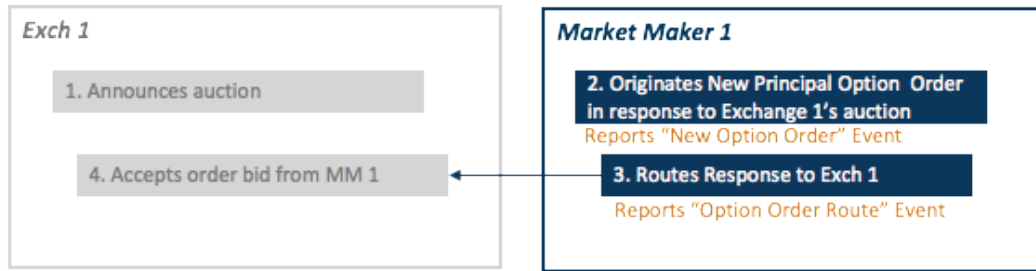 Exch 1
1. Announces auction
4. Accepts order bid from MM 1
Market Maker 1
2. Originates New Principal Option Order
in response to Exchange 1's auction
Reports "New Option Order" Event
3. Routes Response to Exch 1
Reports "Option Order Route" Event